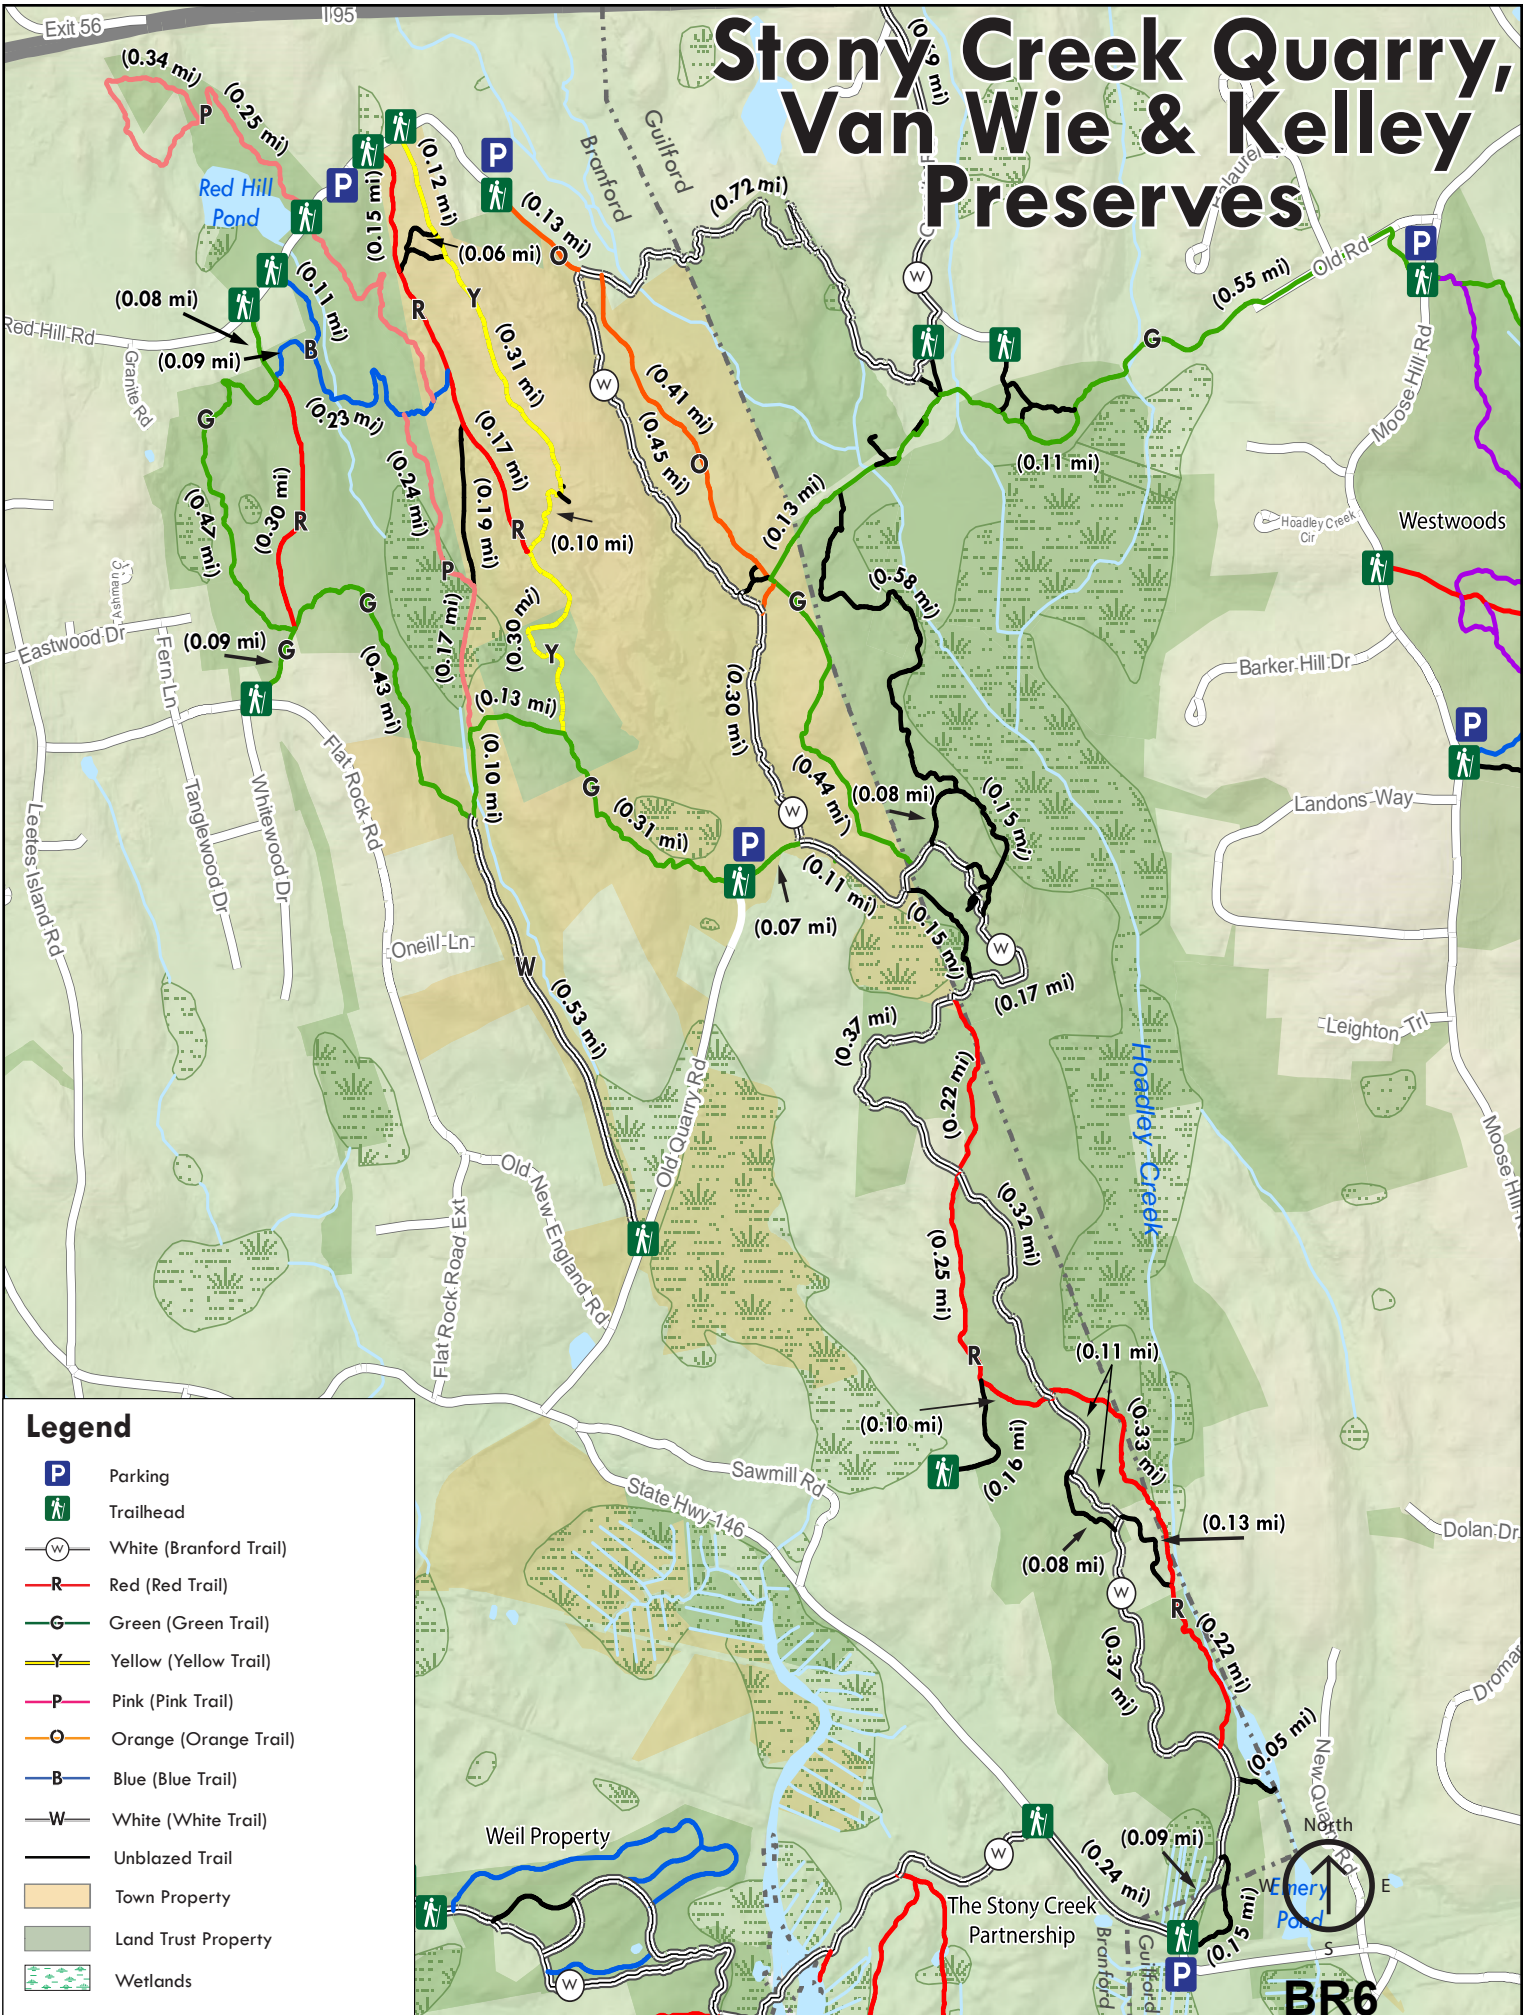 Stony Creek Quarry,
Van Wie & Kelley
Preserves
Exit 56
I 95
(0.34 mi)
P
(0.25 mi)
Red Hill
Pond
P
(0.15 mi)
(0.12 mi)
P
(0.13 mi)
O
(0.06 mi)
Branford
Guilford
(0.72 mi)
W
Old Rd
P
(0.55 mi)
G
(0.08 mi)
(0.11 mi)
Red Hill Rd
(0.09 mi)
B
R
Y
(0.31 mi)
W
(0.41 mi)
(0.45 mi)
O
Granite Rd
G
(0.23 mi)
(0.17 mi)
(0.24 mi)
(0.19 mi)
R
(0.10 mi)
(0.42 mi)
(0.30 mi)
R
(0.13 mi)
(0.11 mi)
Moose Hill Rd
Hoadley Creek
Cir
Westwoods
P
G
(0.58 mi)
G
Eastwood Dr
(0.09 mi)
G
Fern Ln
(0.43 mi)
(0.17 mi)
(0.30 mi)
Y
(0.13 mi)
(0.30 mi)
Barker Hill Dr
P
Flat Rock Rd
(0.10 mi)
G
(0.31 mi)
W
(0.44 mi)
(0.08 mi)
(0.15 mi)
Landons Way
Leetes Island Rd
Tanglewood Dr
Whitewood Dr
P
(0.11 mi)
(0.07 mi)
(0.15 mi)
W
Oneill Ln
W
(0.53 mi)
(0.17 mi)
(0.37 mi)
Leighton Trl
(0.22 mi)
Hoadley Creek
Old Quarry Rd
Moose Hill
Old New England Rd
Flat Rock Road Ext
(0.32 mi)
(0.25 mi)
R
(0.11 mi)
(0.10 mi)
(0.33 mi)
(0.16 mi)
Sawmill Rd
State Hwy 146
(0.13 mi)
Dolan Dr
(0.08 mi)
W
R
(0.22 mi)
(0.37 mi)
(0.05 mi)
New Quarry Rd
Weil Property
W
(0.09 mi)
(0.24 mi)
The Stony Creek
Partnership
(0.15 mi)
Emery
Pond
Branford
Guilford
P
W
North
W
E
S
BR6
Legend
P Parking
Trailhead
W White (Branford Trail)
R Red (Red Trail)
G Green (Green Trail)
Y Yellow (Yellow Trail)
P Pink (Pink Trail)
O Orange (Orange Trail)
B Blue (Blue Trail)
W White (White Trail)
Unblazed Trail
Town Property
Land Trust Property
Wetlands